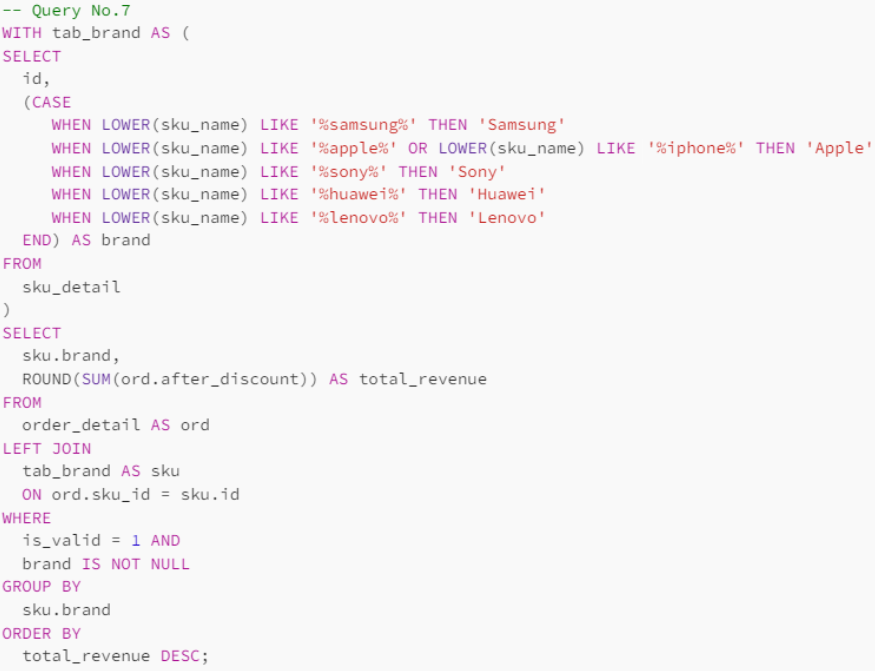 -- Query No.7
WITH tab_brand AS (
SELECT
  id,
  (CASE
     WHEN LOWER(sku_name) LIKE '%samsung%' THEN 'Samsung'
     WHEN LOWER(sku_name) LIKE '%apple%' OR LOWER(sku_name) LIKE '%iphone%' THEN 'Apple'
     WHEN LOWER(sku_name) LIKE '%sony%' THEN 'Sony'
     WHEN LOWER(sku_name) LIKE '%huawei%' THEN 'Huawei'
     WHEN LOWER(sku_name) LIKE '%lenovo%' THEN 'Lenovo'
  END) AS brand
FROM
  sku_detail
)
SELECT
  sku.brand,
  ROUND(SUM(ord.after_discount)) AS total_revenue
FROM
  order_detail AS ord
LEFT JOIN
  tab_brand AS sku
  ON ord.sku_id = sku.id
WHERE
  is_valid = 1 AND
  brand IS NOT NULL
GROUP BY
  sku.brand
ORDER BY
  total_revenue DESC;